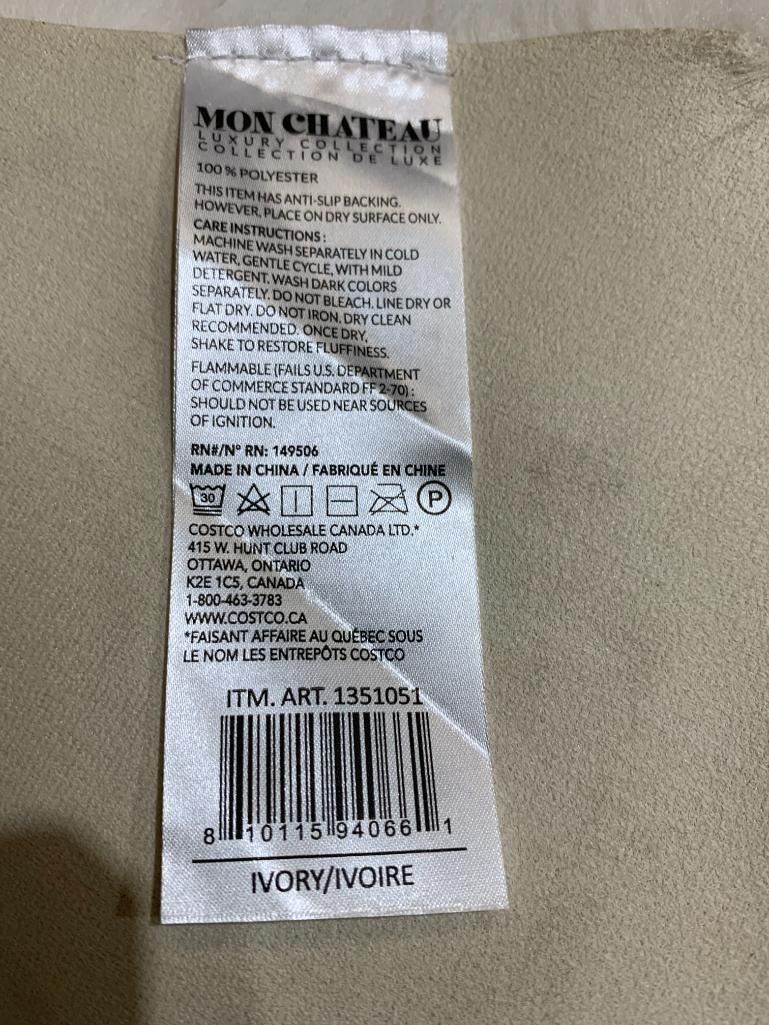 MON CHATEAU
LUXURY COLLECTION
COLLECTION DE LUXE
100 % POLYESTER
THIS ITEM HAS ANTI-SLIP BACKING.
HOWEVER, PLACE ON DRY SURFACE ONLY.
CARE INSTRUCTIONS :
MACHINE WASH SEPARATELY IN COLD
WATER, GENTLE CYCLE, WITH MILD
DETERGENT. WASH DARK COLORS
SEPARATELY. DO NOT BLEACH. LINE DRY OR
FLAT DRY. DO NOT IRON. DRY CLEAN
RECOMMENDED. ONCE DRY,
SHAKE TO RESTORE FLUFFINESS.
FLAMMABLE (FAILS U.S. DEPARTMENT
OF COMMERCE STANDARD FF 2-70) :
SHOULD NOT BE USED NEAR SOURCES
OF IGNITION.
RN#/N° RN: 149506
MADE IN CHINA / FABRIQUÉ EN CHINE
30 P
COSTCO WHOLESALE CANADA LTD.*
415 W. HUNT CLUB ROAD
OTTAWA, ONTARIO
K2E 1C5, CANADA
1-800-463-3783
WWW.COSTCO.CA
*FAISANT AFFAIRE AU QUÉBEC SOUS
LE NOM LES ENTREPÔTS COSTCO
ITM. ART. 1351051
8 10115 94066 1
IVORY/IVOIRE